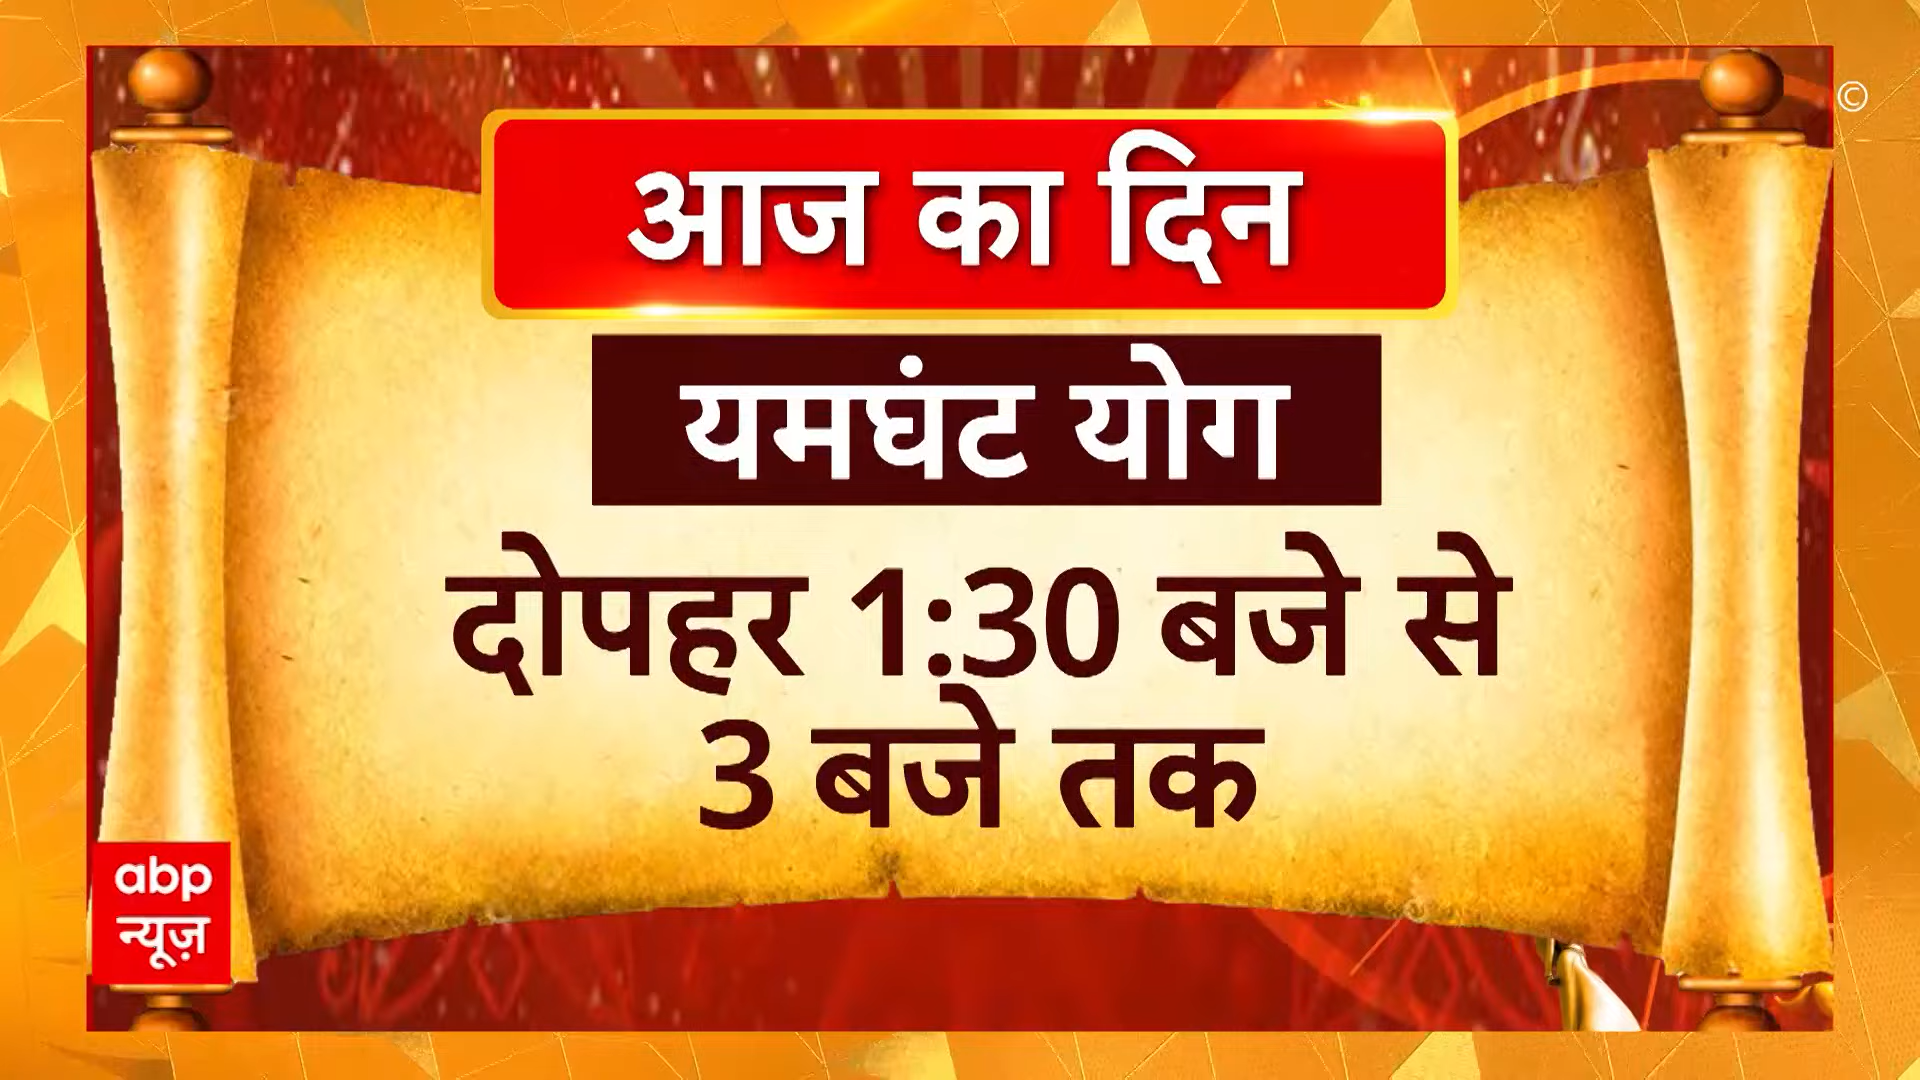 आज का दिन
©
यमघंट योग
दोपहर 1:30 बजे से
3 बजे तक
abp
न्यूज़